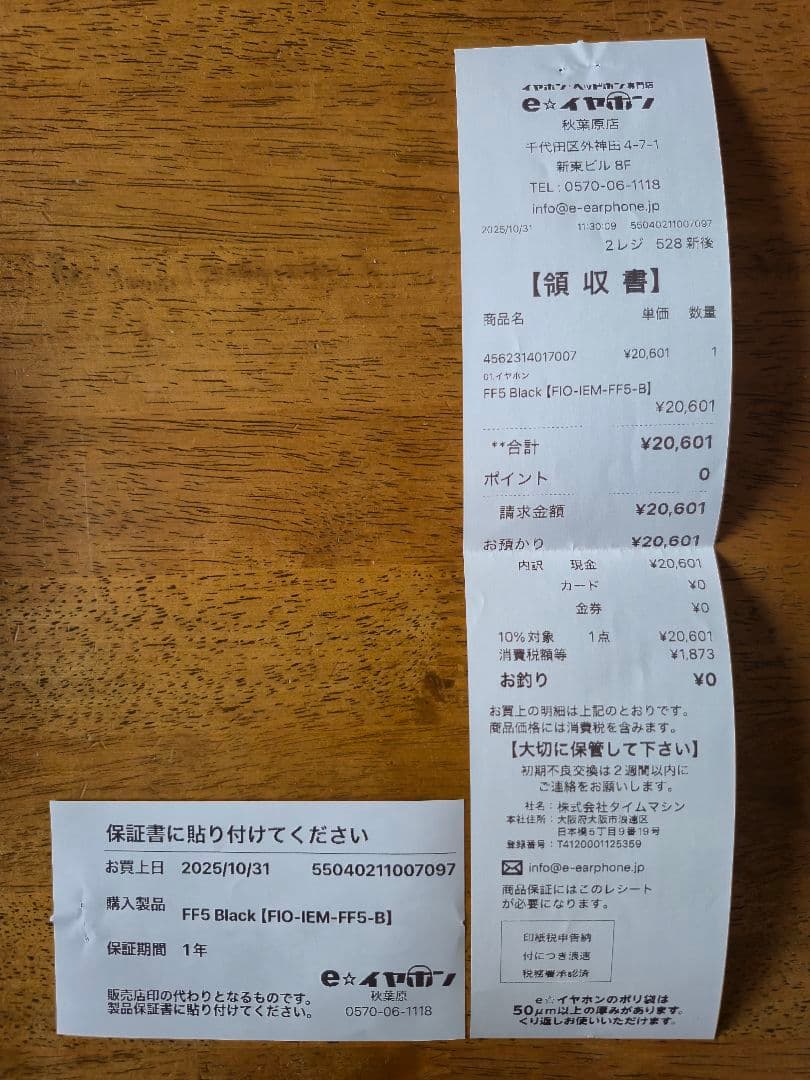 イヤホン・ヘッドホン専門店
e☆イヤホン
秋葉原店
千代田区外神田4-7-1
新東ビル 8F
TEL : 0570-06-1118
info@e-earphone.jp
2025/10/31 11:30:09 55040211007097
2レジ 528 新後
【領 収 書】
商品名 単価 数量
4562314017007 ¥20,601 1
01.イヤホン
FF5 Black【FIO-IEM-FF5-B】
¥20,601
**合計 ¥20,601
ポイント 0
請求金額 ¥20,601
お預かり ¥20,601
内訳 現金 ¥20,601
カード ¥0
金券 ¥0
10%対象 1点 ¥20,601
消費税額等 ¥1,873
お釣り ¥0
お買上の明細は上記のとおりです。
商品価格には消費税を含みます。
【大切に保管して下さい】
初期不良交換は2週間以内に
ご連絡をお願いします。
社名 : 株式会社タイムマシン
本社住所 : 大阪府大阪市浪速区
日本橋5丁目9番19号
登録番号 : T4120001125359
info@e-earphone.jp
商品保証にはこのレシート
が必要になります。
印紙税申告納
付につき浪速
税務署承認済
e☆イヤホンのポリ袋は
50μm以上の厚みがあります。
くり返しお使いいただけます。
保証書に貼り付けてください
お買上日 2025/10/31 55040211007097
購入製品 FF5 Black【FIO-IEM-FF5-B】
保証期間 1年
e☆イヤホン
秋葉原
0570-06-1118
販売店印の代わりとなるものです。
製品保証書に貼り付けてください。